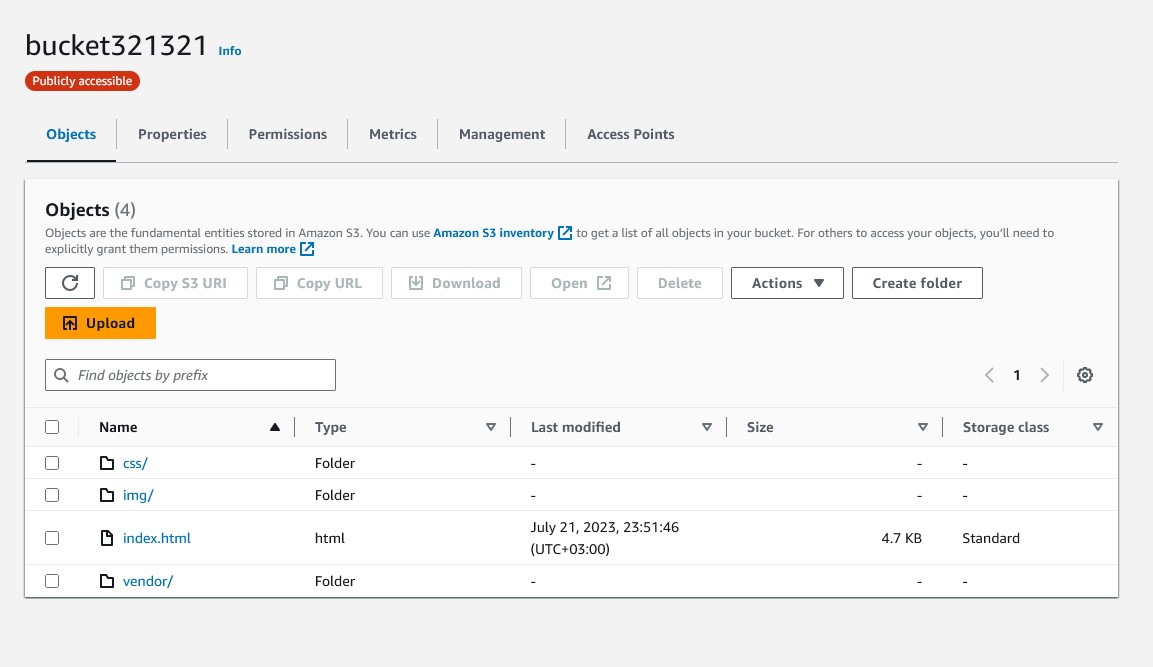 bucket321321 Info
Publicly accessible
Objects Properties Permissions Metrics Management Access Points
Objects (4)
Objects are the fundamental entities stored in Amazon S3. You can use Amazon S3 inventory to get a list of all objects in your bucket. For others to access your objects, you'll need to
explicitly grant them permissions. Learn more
Copy S3 URI Copy URL Download Open Delete Actions Create folder
Upload
Find objects by prefix 1
Name Type Last modified Size Storage class
css/ Folder - - -
img/ Folder - - -
index.html html July 21, 2023, 23:51:46 4.7 KB Standard
(UTC+03:00)
vendor/ Folder - - -